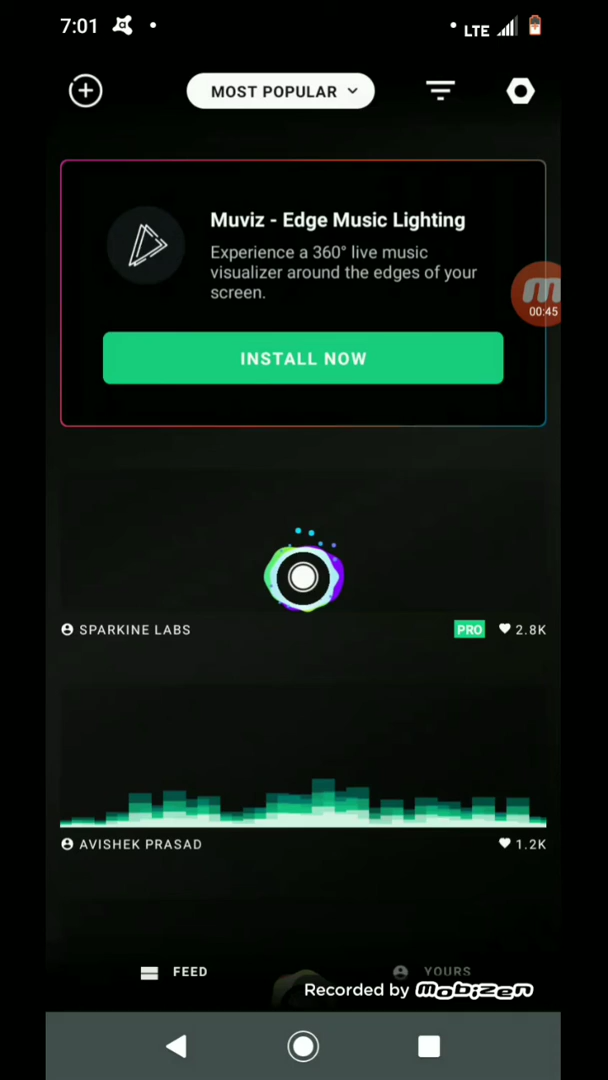 7:01
LTE
MOST POPULAR
Muviz - Edge Music Lighting
Experience a 360° live music
visualizer around the edges of your
screen.
00:45
INSTALL NOW
SPARKINE LABS
PRO
2.8K
AVISHEK PRASAD
1.2K
FEED
YOURS
Recorded by mobizen